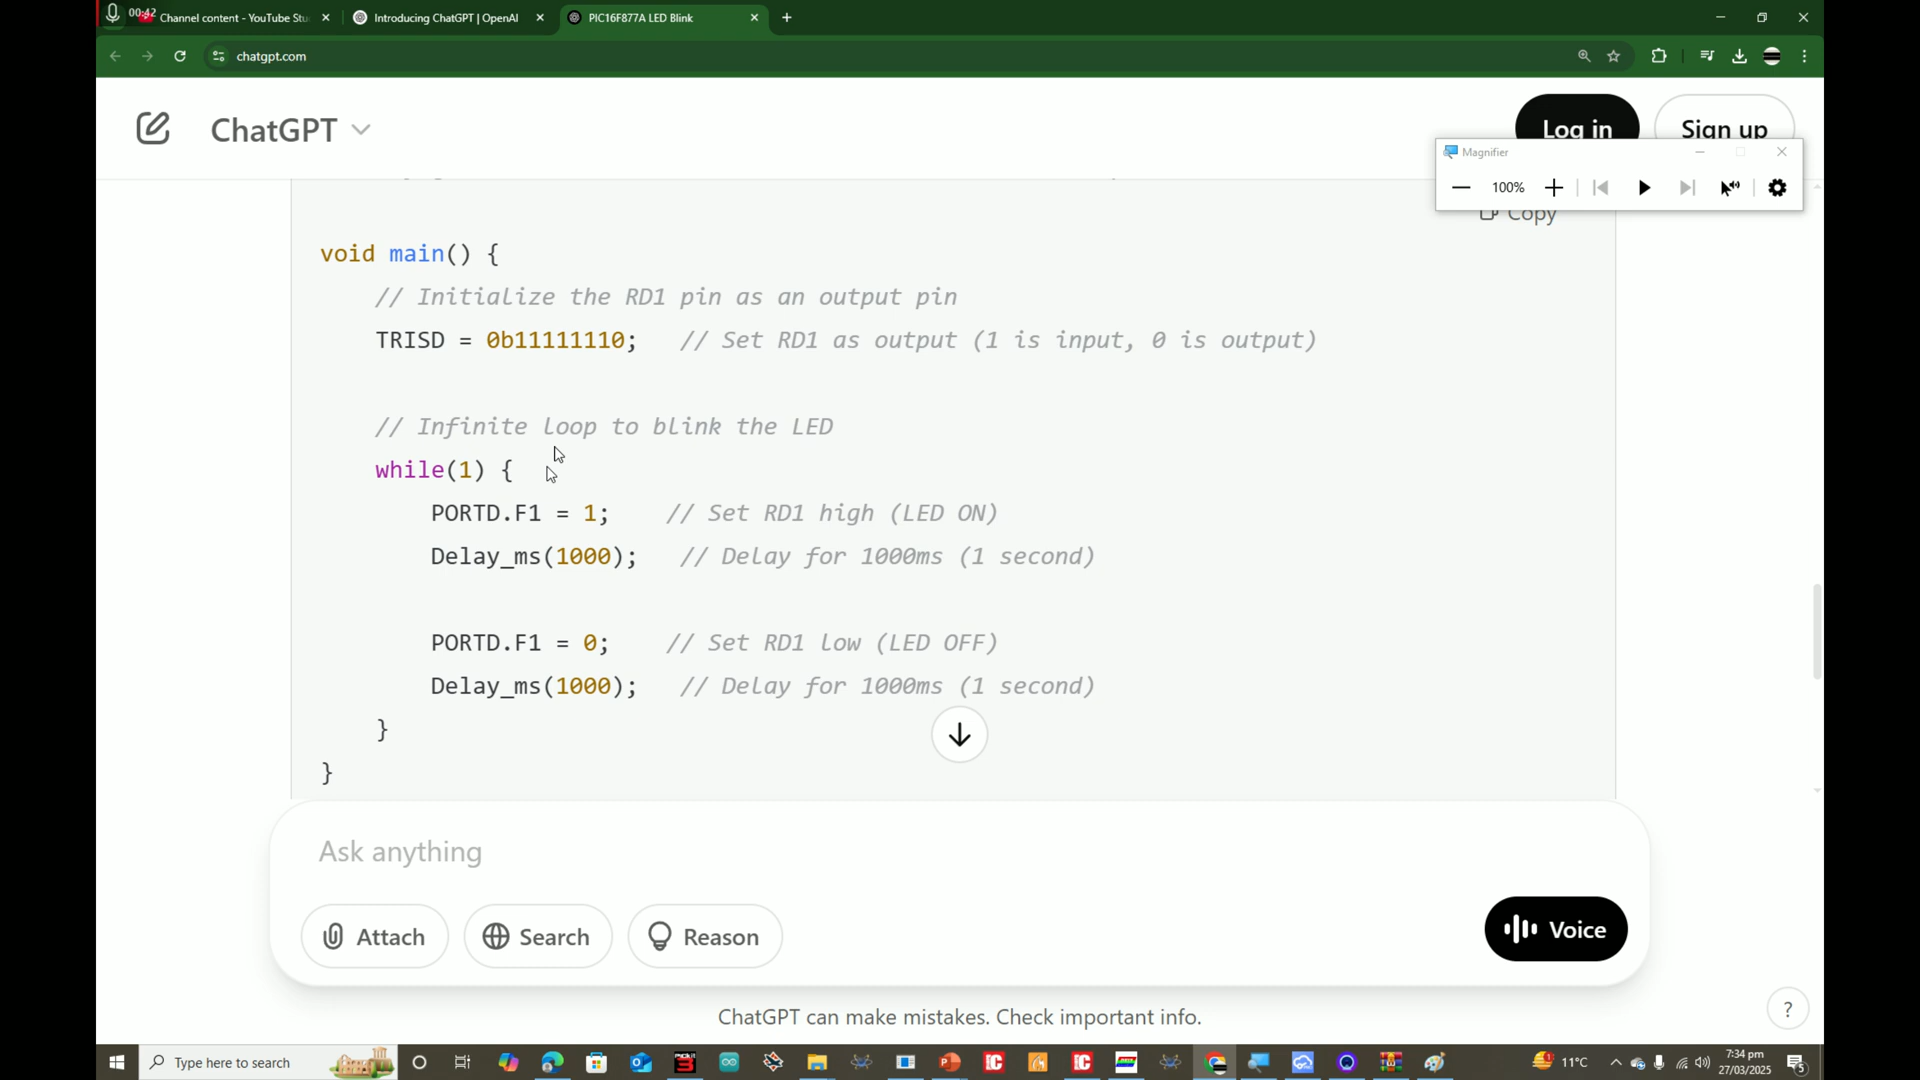 00:42 Channel content - YouTube Stu
Introducing ChatGPT | OpenAI
PIC16F877A LED Blink
chatgpt.com
ChatGPT
Log in
Sign up
Magnifier
100%
Copy
void main() {
// Initialize the RD1 pin as an output pin
TRISD = 0b11111110; // Set RD1 as output (1 is input, 0 is output)
// Infinite loop to blink the LED
while(1) {
PORTD.F1 = 1; // Set RD1 high (LED ON)
Delay_ms(1000); // Delay for 1000ms (1 second)
PORTD.F1 = 0; // Set RD1 low (LED OFF)
Delay_ms(1000); // Delay for 1000ms (1 second)
}
}
Ask anything
Attach
Search
Reason
Voice
ChatGPT can make mistakes. Check important info.
?
Type here to search
11°C
7:34 pm
27/03/2025
5